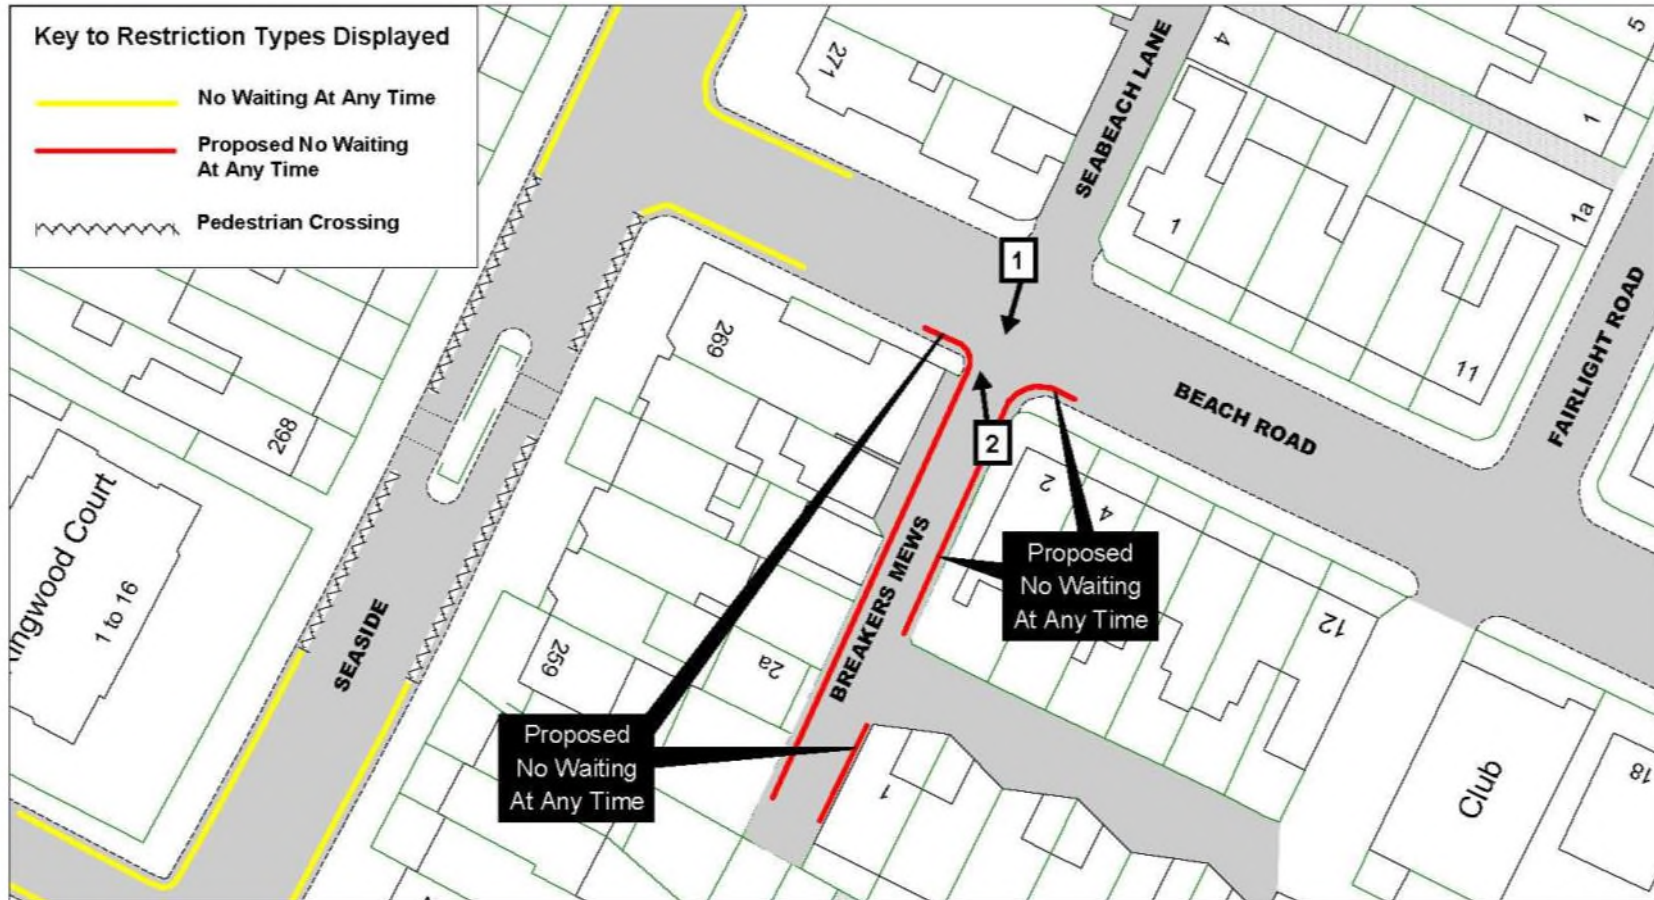 Key to Restriction Types Displayed
No Waiting At Any Time
Proposed No Waiting
At Any Time
Pedestrian Crossing
271
SEABEACH LANE
4
5
1
1a
1
11
FAIRLIGHT ROAD
1
2
BEACH ROAD
269
268
Kingwood Court
1 to 16
SEASIDE
259
2a
BREAKERS MEWS
2
4
12
Proposed
No Waiting
At Any Time
Proposed
No Waiting
At Any Time
1
Club
18